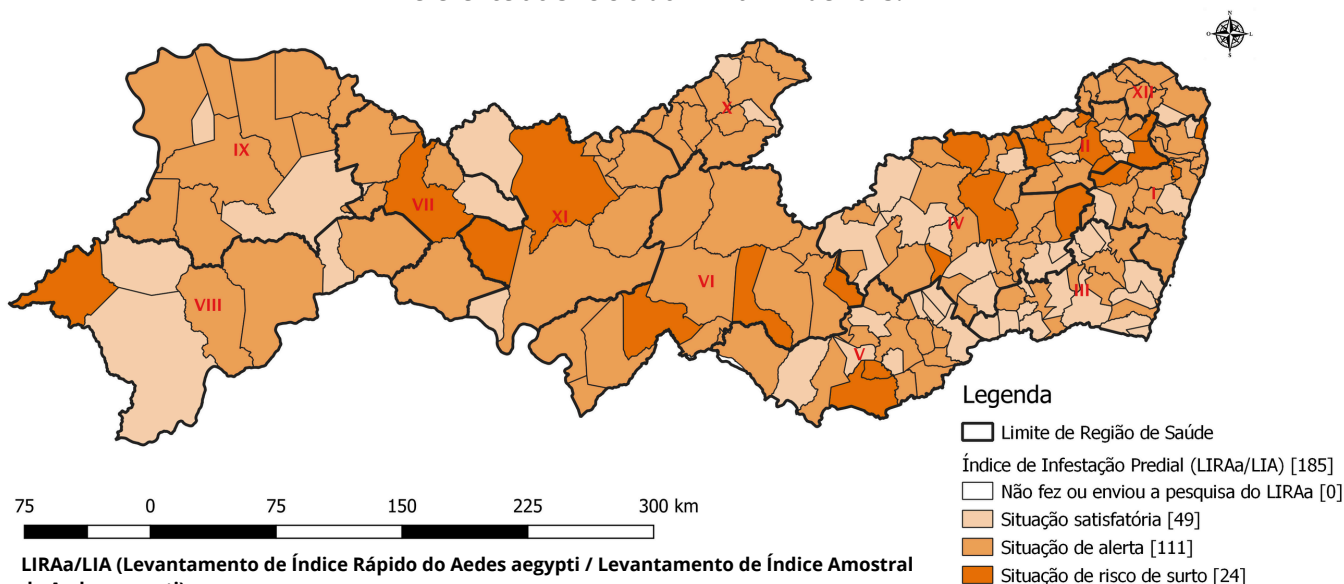 N
O L
S
XII
X
II
IX
I
VII
XI
IV
VI
III
VIII
V
Legenda
Limite de Região de Saúde
Índice de Infestação Predial (LIRAa/LIA) [185]
Não fez ou enviou a pesquisa do LIRAa [0]
Situação satisfatória [49]
Situação de alerta [111]
Situação de risco de surto [24]
75 0 75 150 225 300 km
LIRAa/LIA (Levantamento de Índice Rápido do Aedes aegypti / Levantamento de Índice Amostral